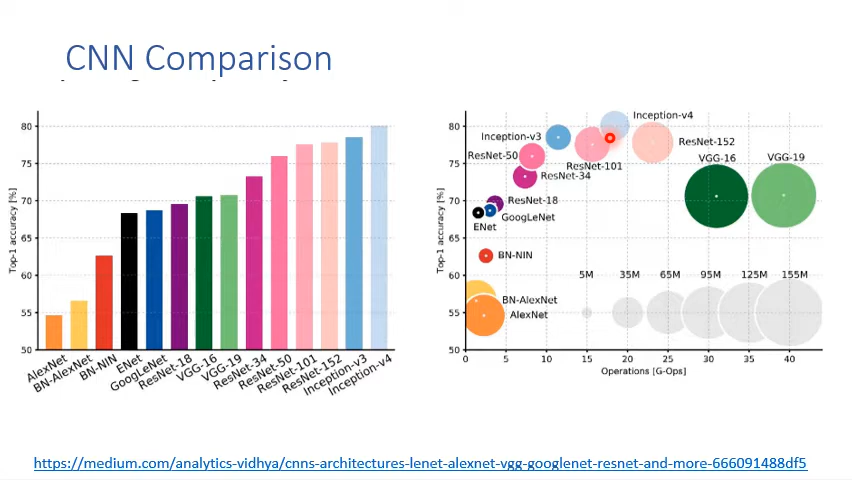 CNN Comparison
Top-1 accuracy [%]
80
75
70
65
60
55
50
AlexNet
BN-AlexNet
BN-NIN
ENet
GoogLeNet
ResNet-18
VGG-16
VGG-19
ResNet-34
ResNet-50
ResNet-101
ResNet-152
Inception-v3
Inception-v4
Top-1 accuracy [%]
80
75
70
65
60
55
50
Inception-v4
Inception-v3
ResNet-152
ResNet-50
ResNet-101
VGG-16 VGG-19
ResNet-34
ResNet-18
GoogLeNet
ENet
BN-NIN
5M 35M 65M 95M 125M 155M
BN-AlexNet
AlexNet
0 5 10 15 20 25 30 35 40
Operations [G-Ops]
https://medium.com/analytics-vidhya/cnns-architectures-lenet-alexnet-vgg-googlenet-resnet-and-more-666091488df5